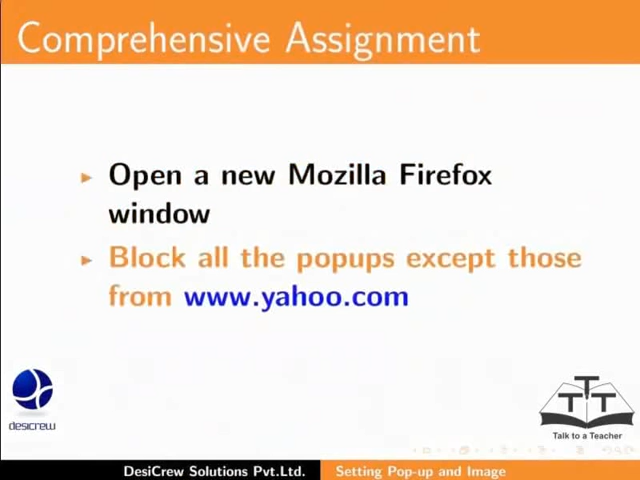 Comprehensive Assignment
Open a new Mozilla Firefox
window
Block all the popups except those
from www.yahoo.com
desicrew
TTT
Talk to a Teacher
DesiCrew Solutions Pvt.Ltd.
Setting Pop-up and Image